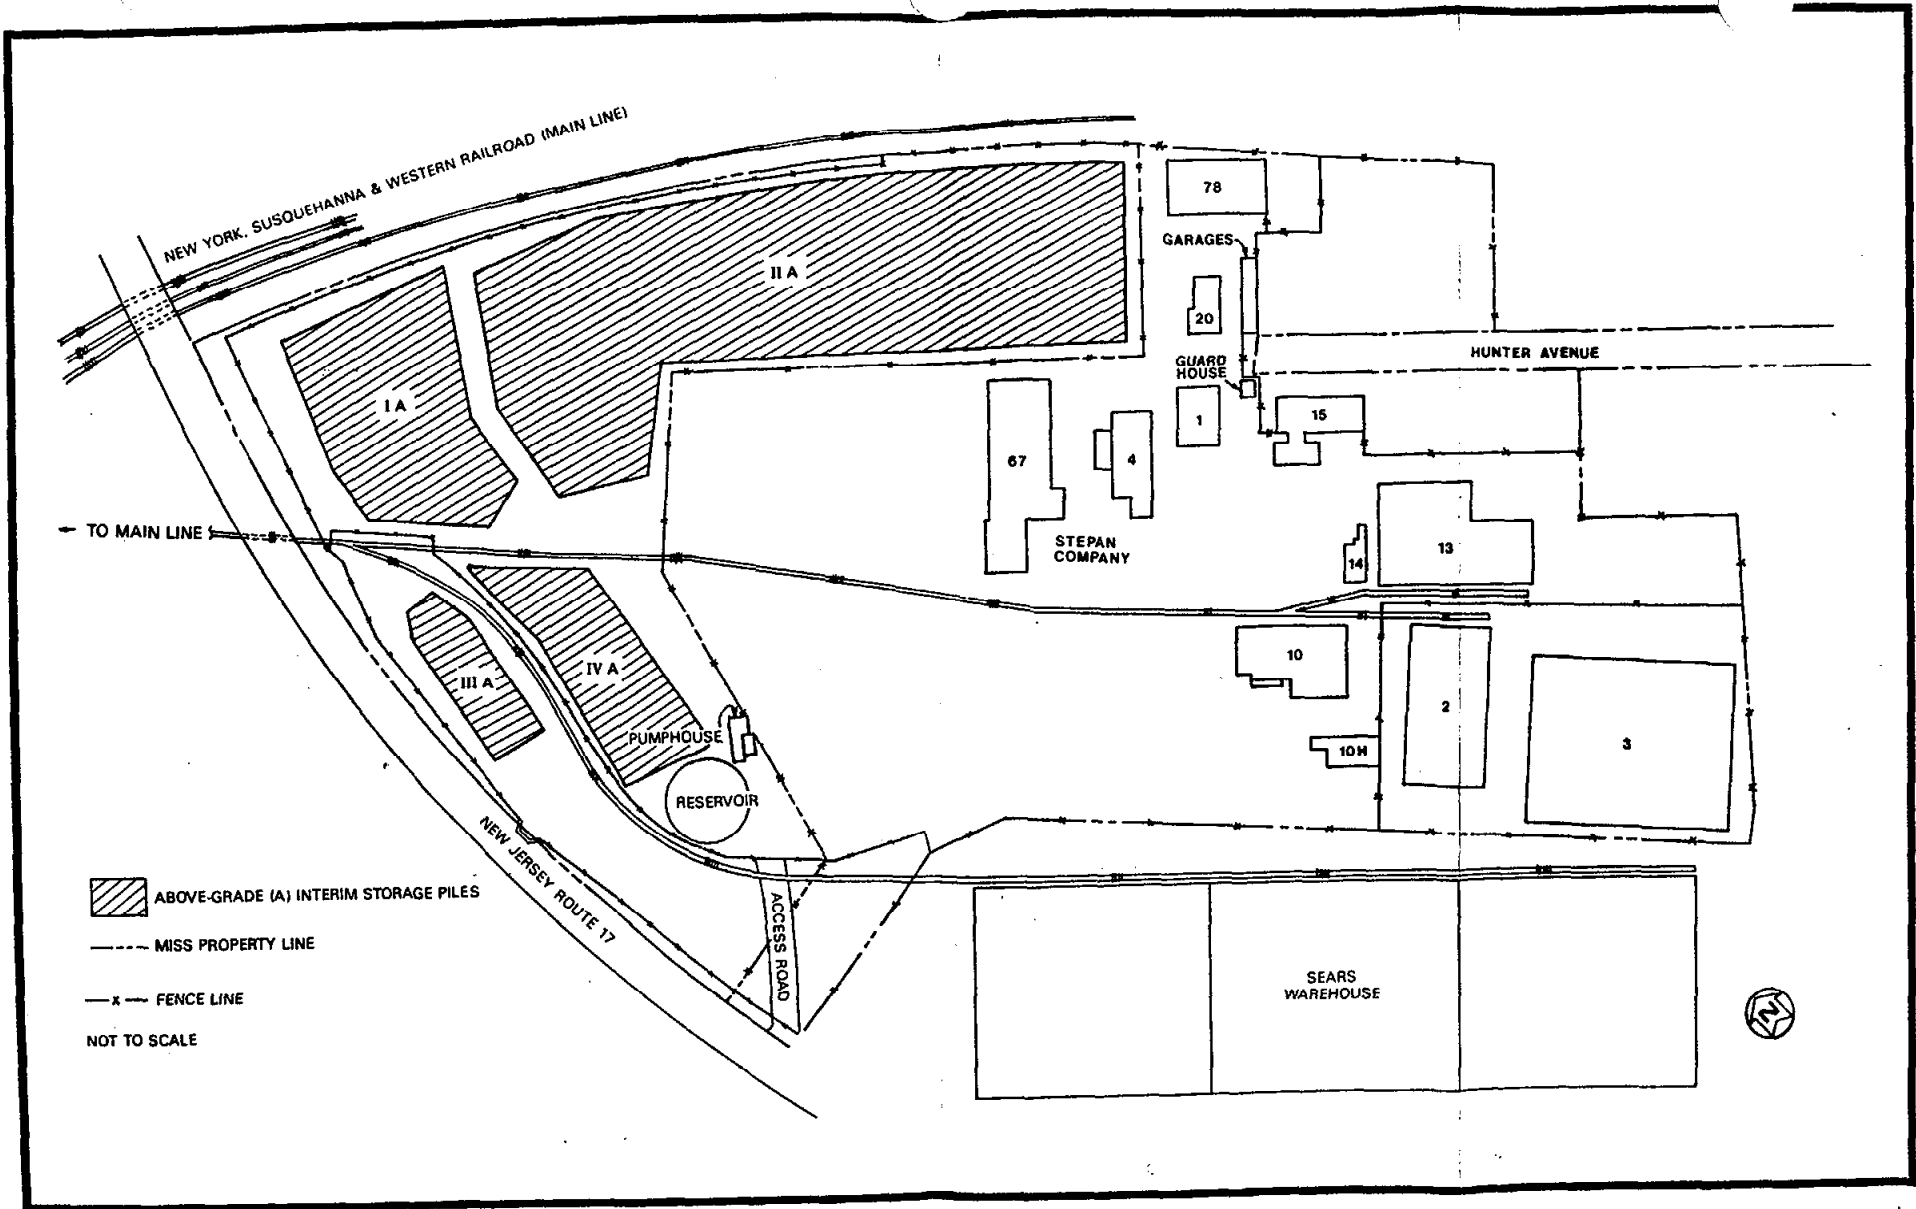 NEW YORK, SUSQUEHANNA & WESTERN RAILROAD (MAIN LINE)
78
GARAGES
II A
20
HUNTER AVENUE
GUARD
HOUSE
I A
15
1
67
4
TO MAIN LINE
STEPAN
COMPANY
13
14
10
IV A
III A
2
PUMPHOUSE
3
10 H
RESERVOIR
NEW JERSEY ROUTE 17
ABOVE-GRADE (A) INTERIM STORAGE PILES
ACCESS ROAD
MISS PROPERTY LINE
SEARS
WAREHOUSE
x FENCE LINE
N
NOT TO SCALE